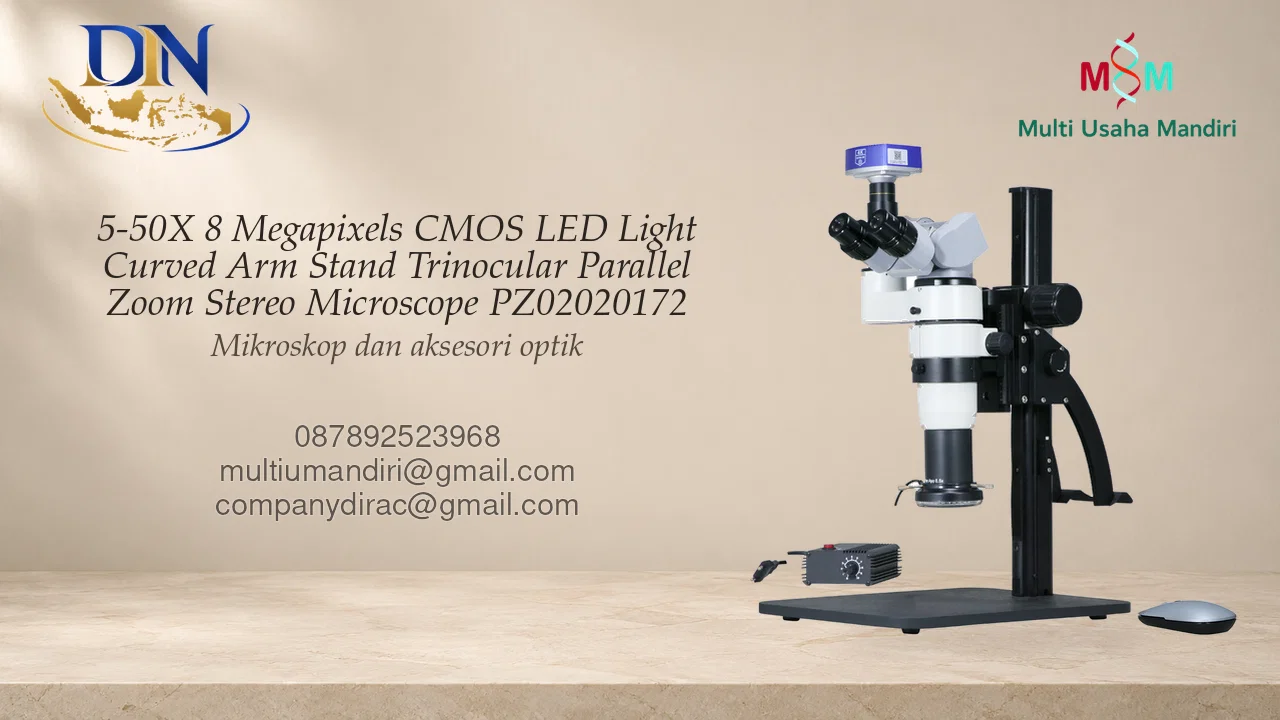 DN
M M
Multi Usaha Mandiri
5-50X 8 Megapixels CMOS LED Light
Curved Arm Stand Trinocular Parallel
Zoom Stereo Microscope PZ02020172
Mikroskop dan aksesori optik
087892523968
multiumandiri@gmail.com
companydirac@gmail.com